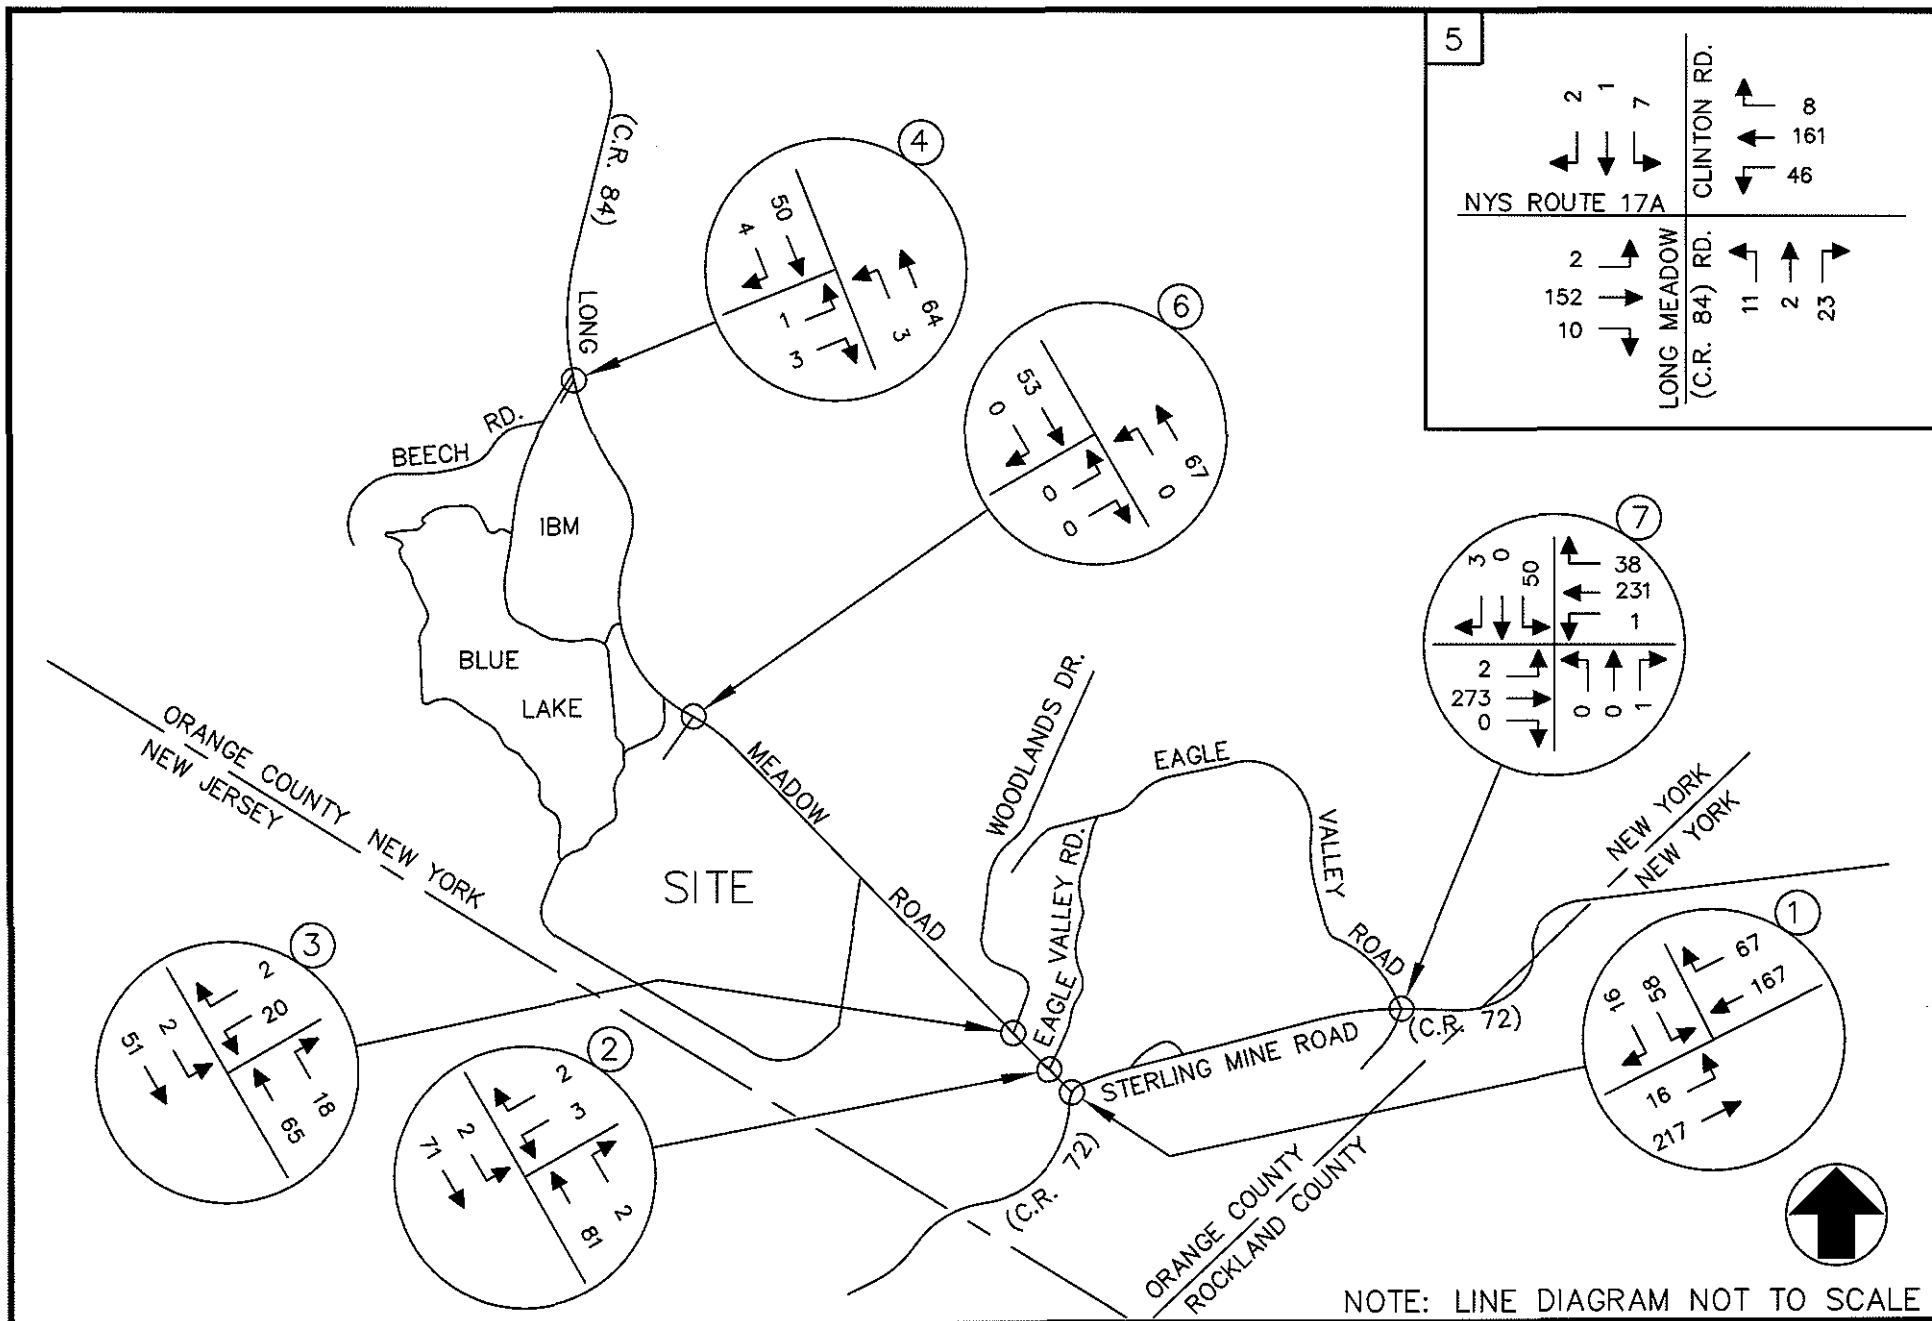 5
2 1 7
CLINTON RD.
8
161
46
NYS ROUTE 17A
2
152
10
LONG MEADOW
(C.R. 84) RD.
11 2 23
(C.R. 84)
LONG
4
50
4
1
3
64
3
6
53
0
0
0
67
0
BEECH RD.
IBM
BLUE
LAKE
7
3 0 50
38
231
1
2
273
0
0 0 1
ORANGE COUNTY NEW YORK
NEW JERSEY
MEADOW
ROAD
SITE
WOODLANDS DR.
EAGLE VALLEY RD.
EAGLE
VALLEY
ROAD
NEW YORK
NEW YORK
STERLING MINE ROAD
(C.R. 72)
(C.R. 72)
3
2
20
51
2
18
65
2
2
3
71
2
2
81
1
67
167
16
58
16
217
ORANGE COUNTY
ROCKLAND COUNTY
NOTE: LINE DIAGRAM NOT TO SCALE